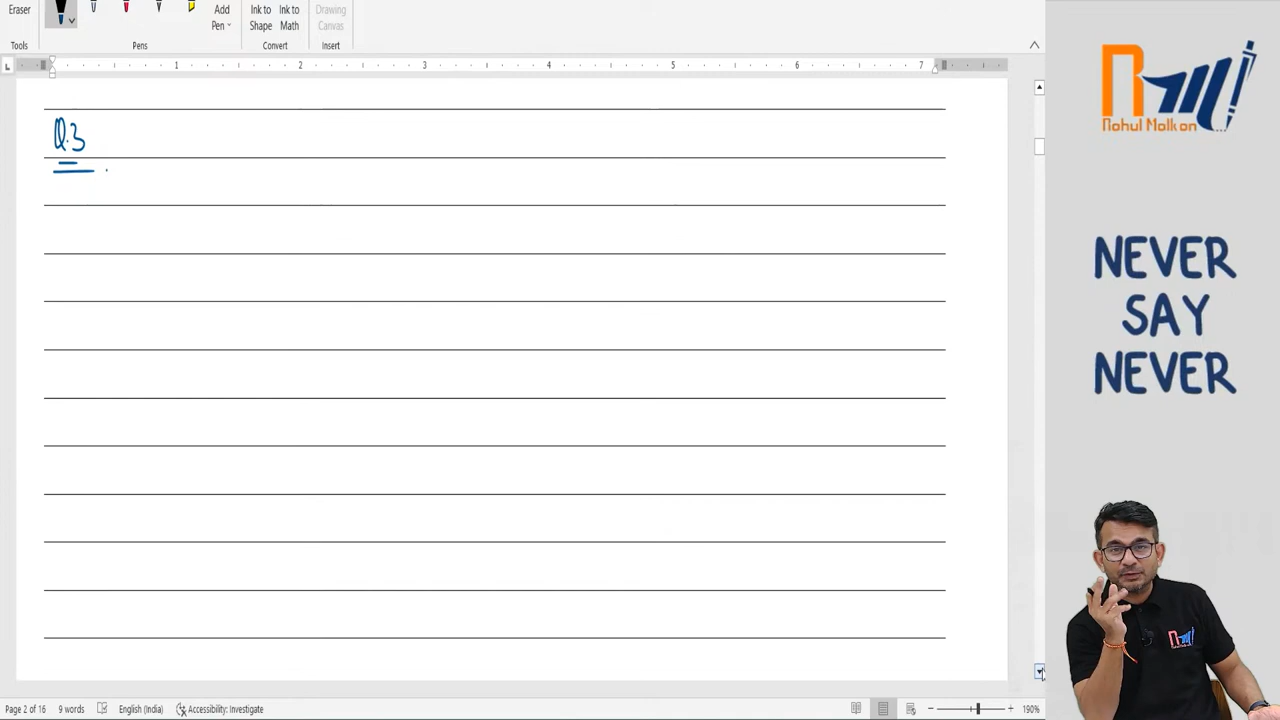 Eraser
Add
Pen
Ink to
Shape
Ink to
Math
Drawing
Canvas
Tools
Pens
Convert
Insert
1 2 3 4 5 6 7
Q.3
Rahul Malkan
NEVER
SAY
NEVER
Page 2 of 16
9 words
English (India)
Accessibility: Investigate
190%